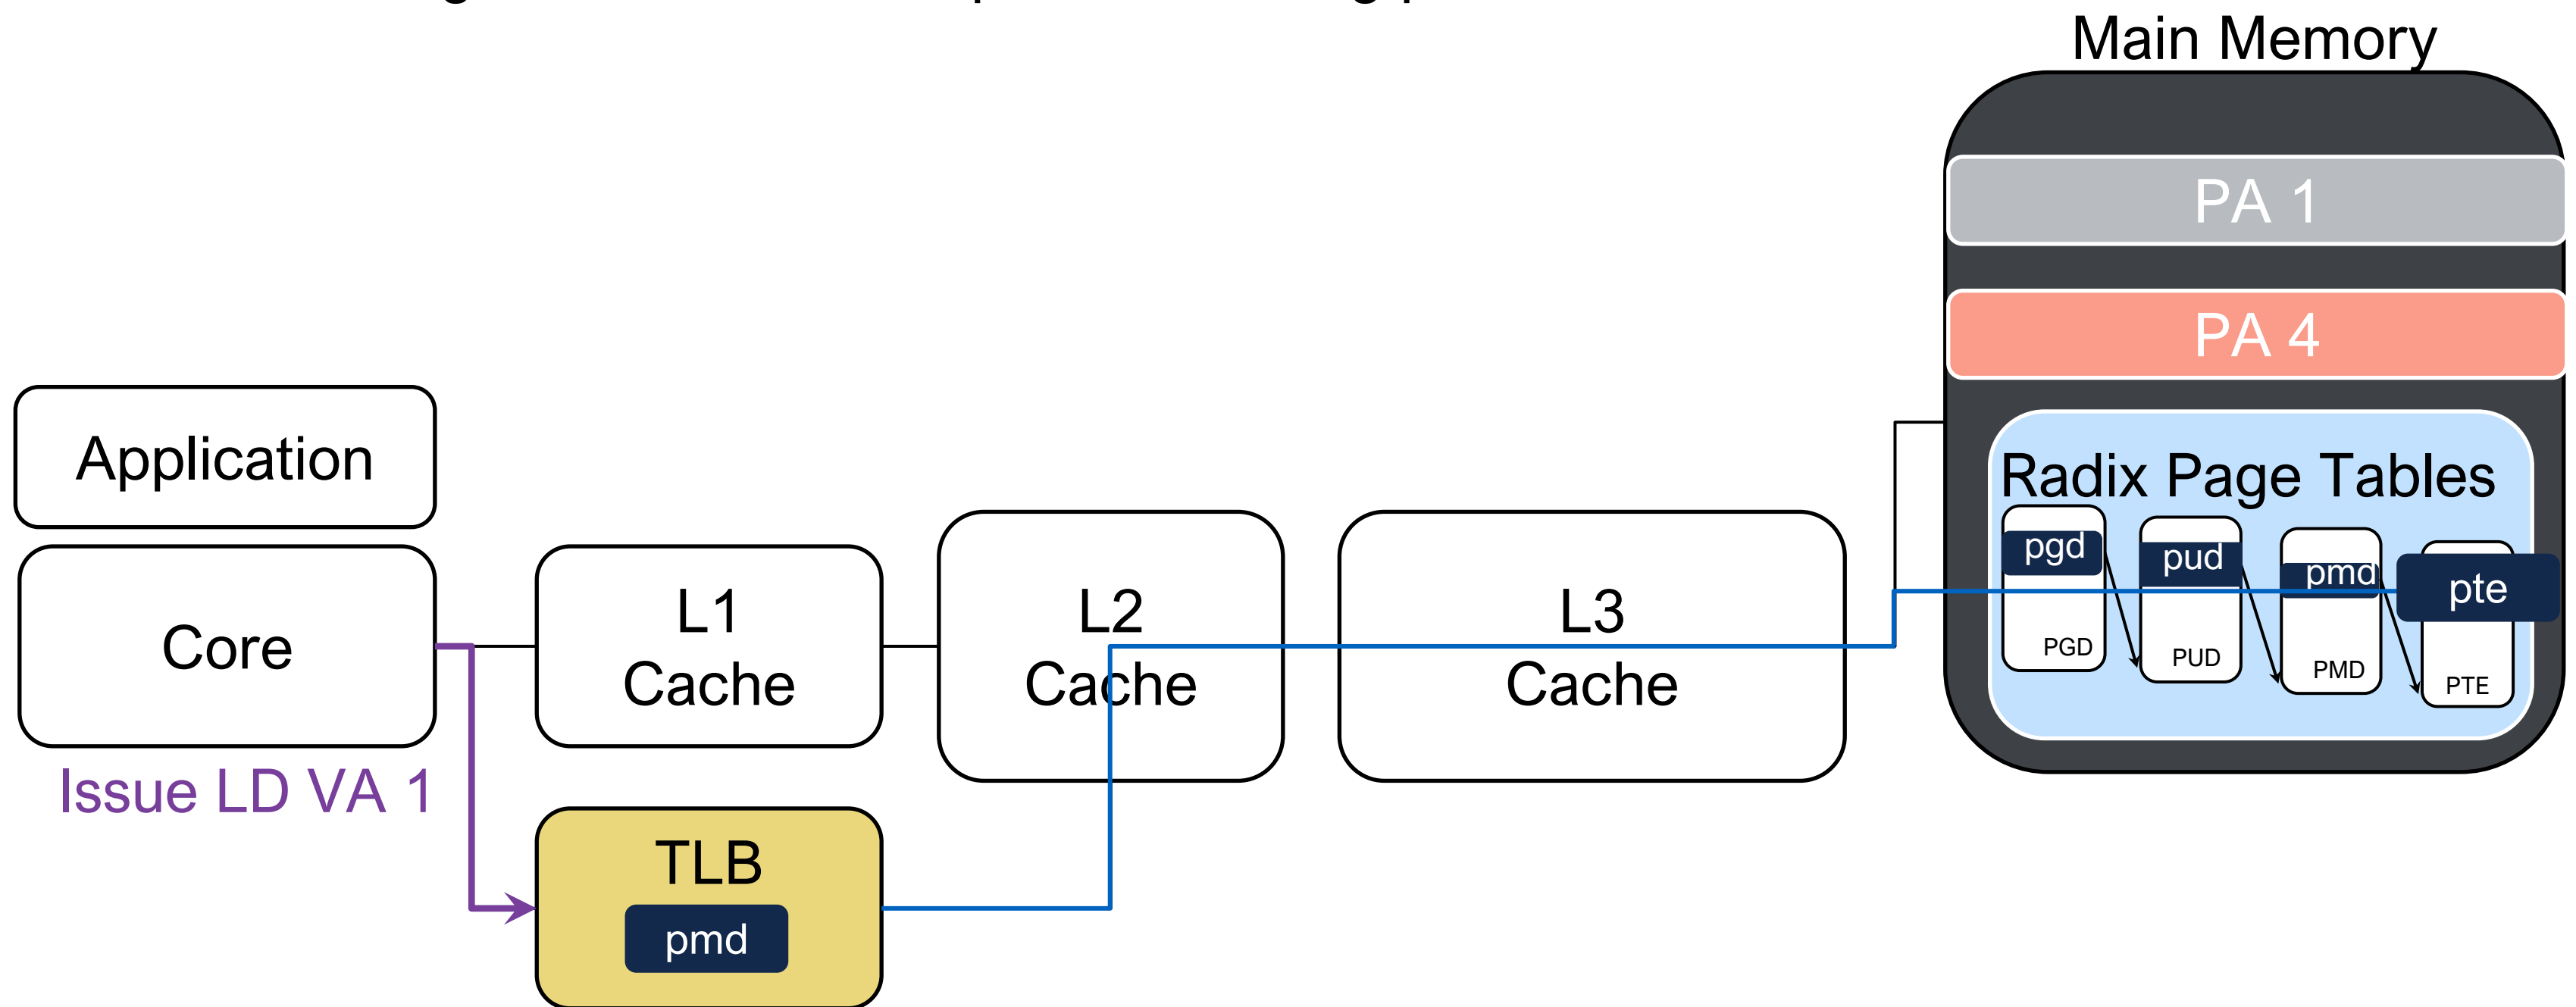 Main Memory
PA 1
PA 4
Application
Radix Page Tables
pgd
pud
pmd
pte
PGD
PUD
PMD
PTE
Core
L1
Cache
L2
Cache
L3
Cache
Issue LD VA 1
TLB
pmd